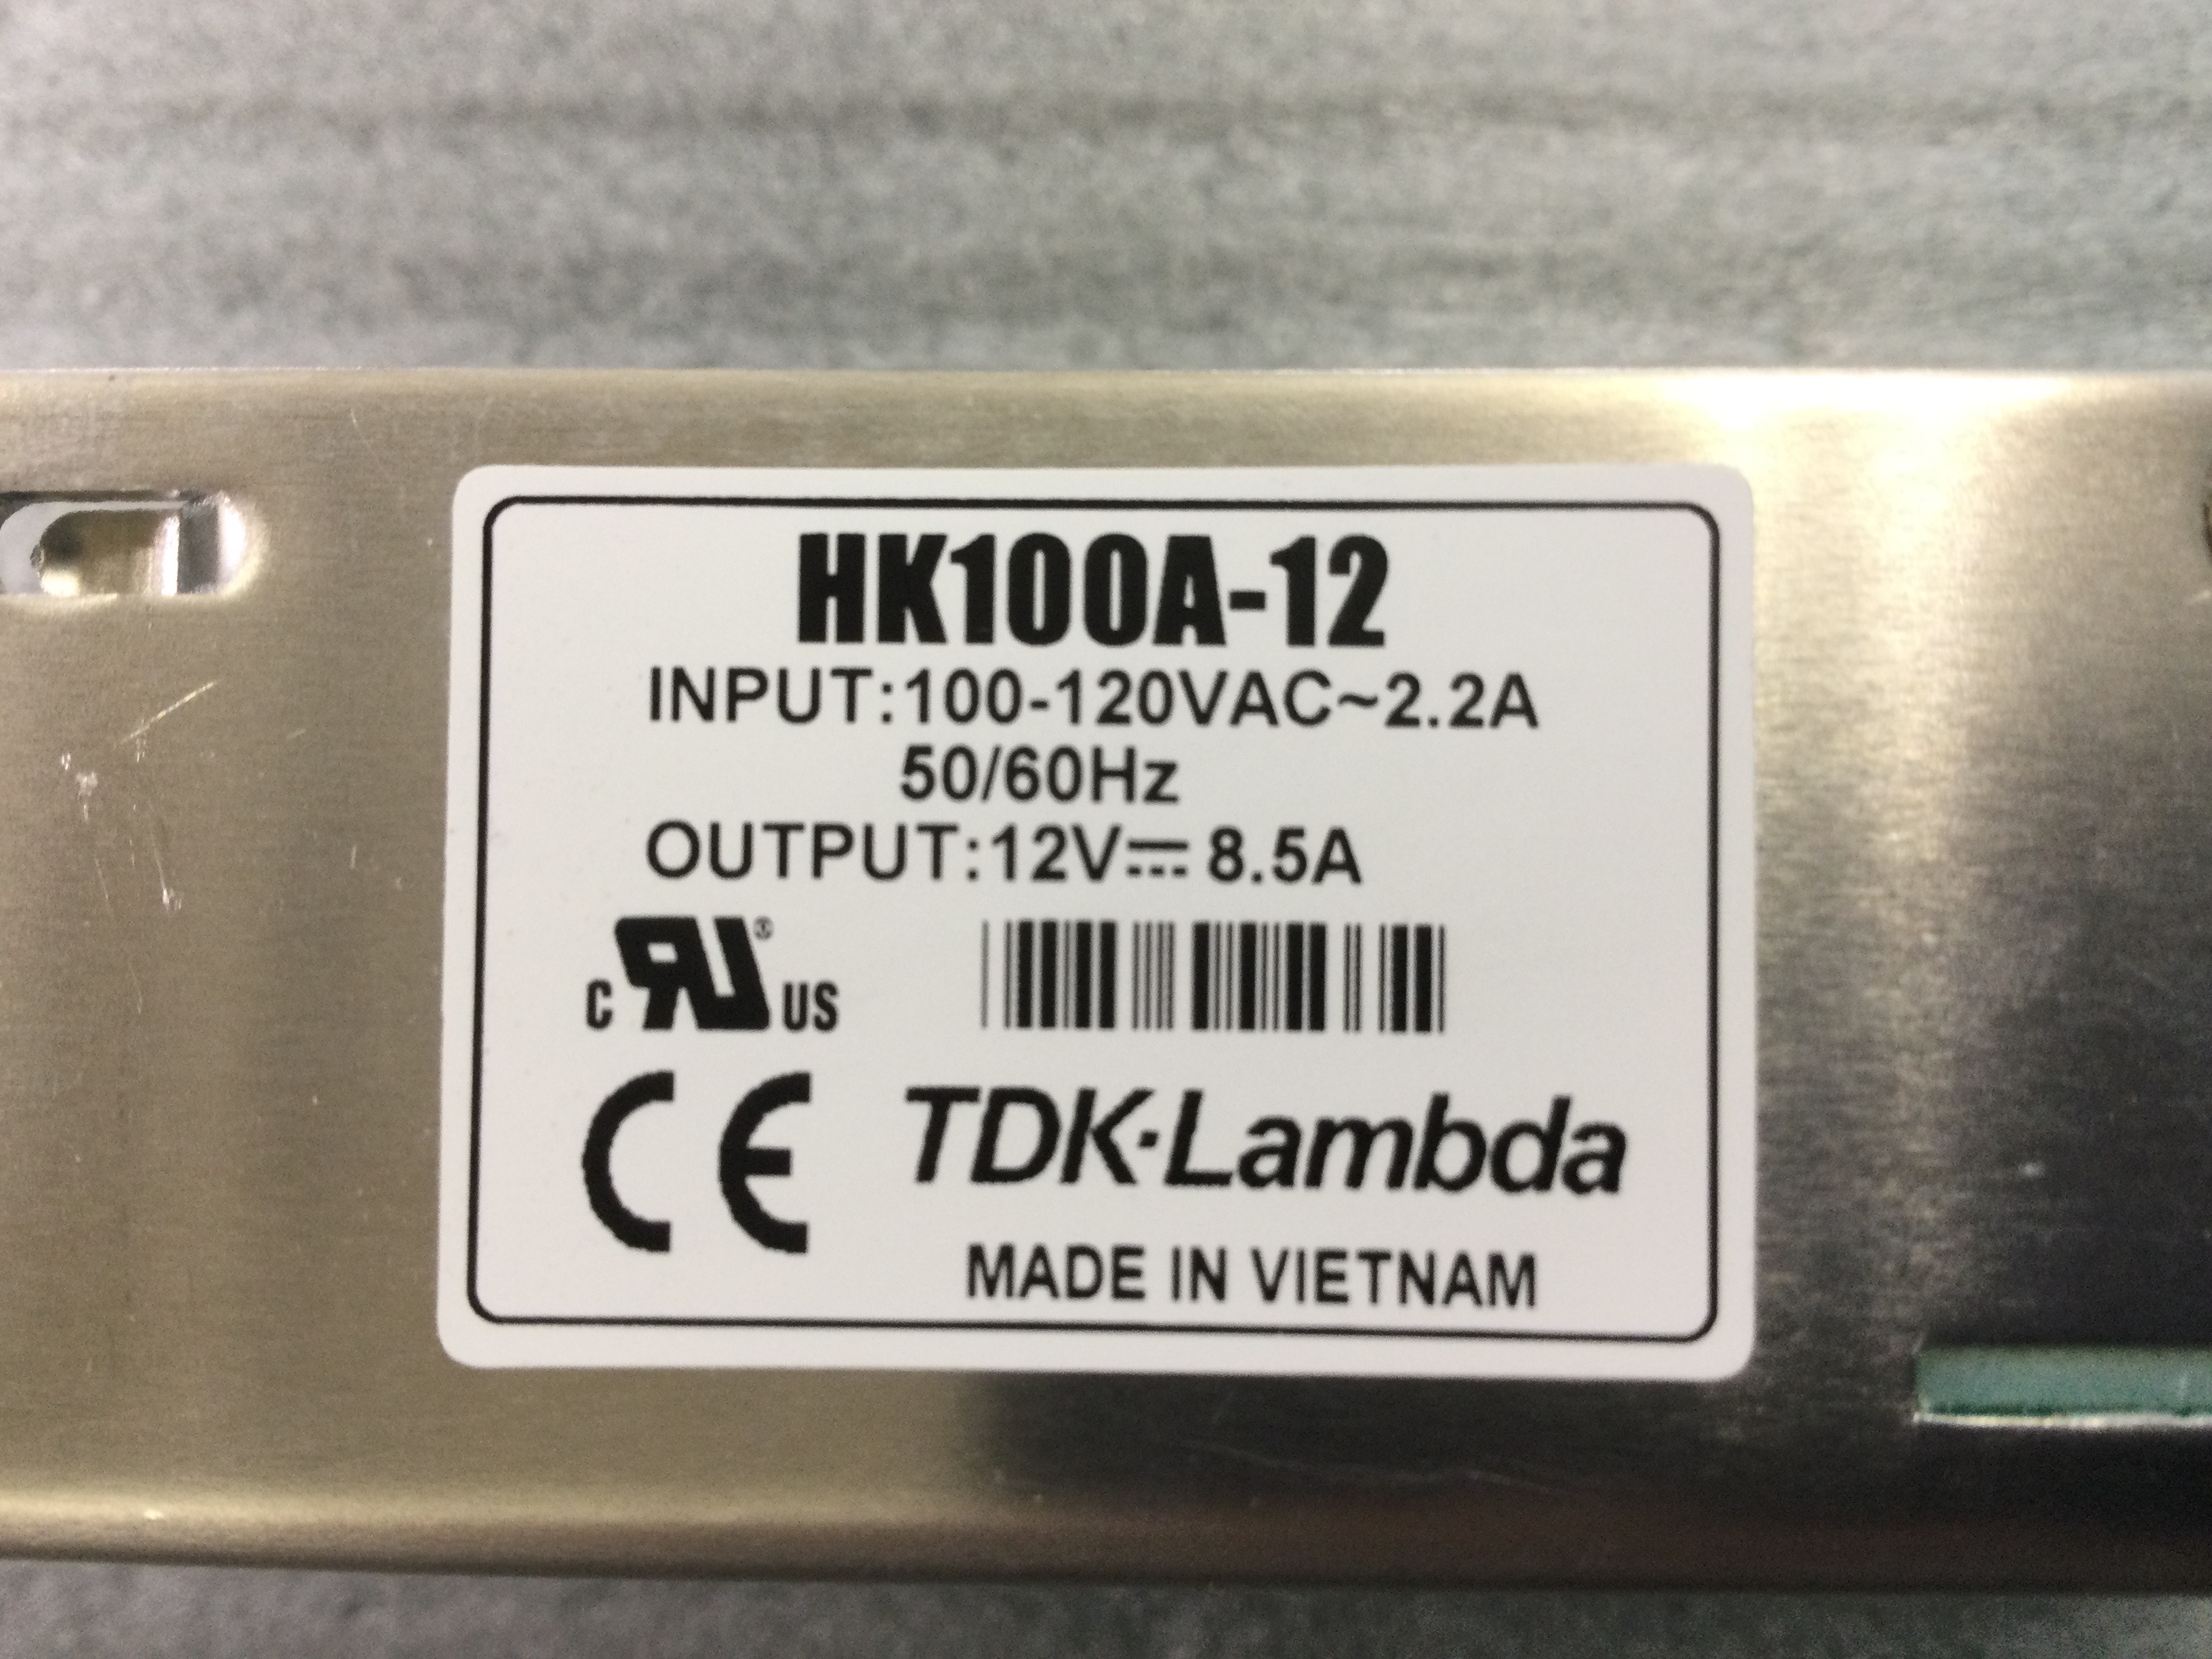 HK100A-12
INPUT:100-120VAC~2.2A
50/60Hz
OUTPUT:12V⎓8.5A
C RU® US
CE
TDK·Lambda
MADE IN VIETNAM